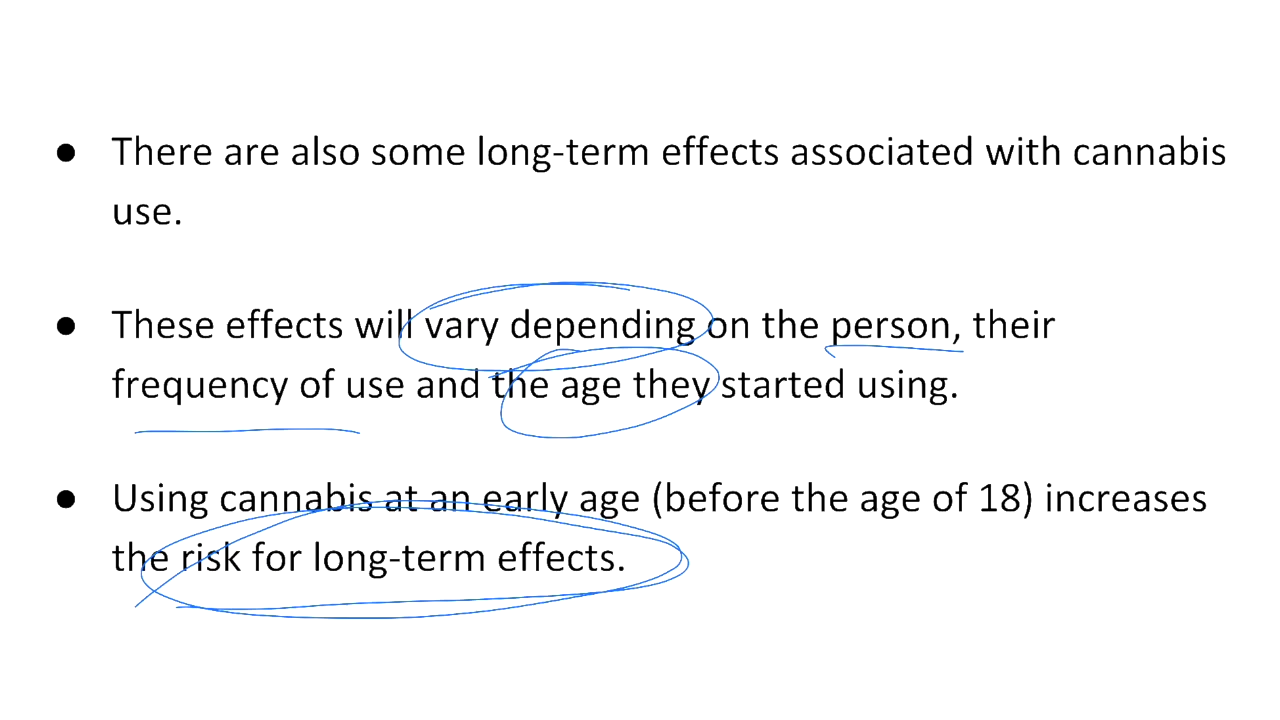 ● There are also some long-term effects associated with cannabis
use.
● These effects will vary depending on the person, their
frequency of use and the age they started using.
● Using cannabis at an early age (before the age of 18) increases
the risk for long-term effects.